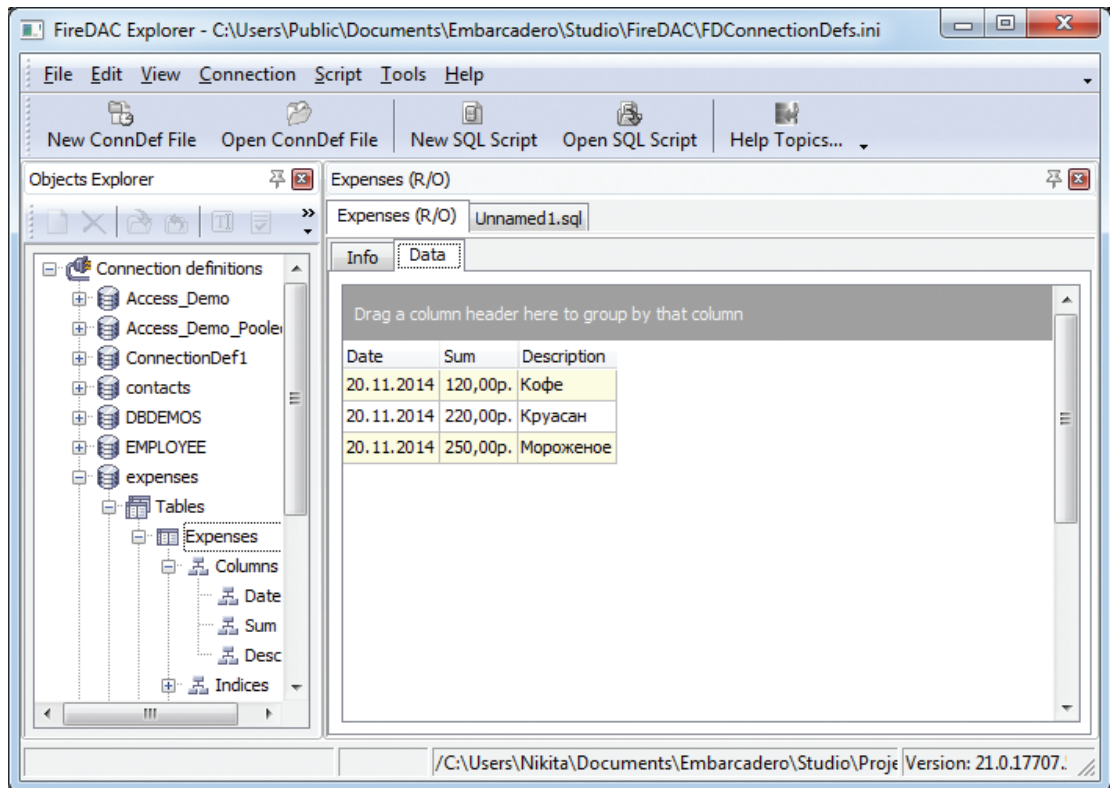 FireDAC Explorer - C:\Users\Public\Documents\Embarcadero\Studio\FireDAC\FDConnectionDefs.ini
File Edit View Connection Script Tools Help
New ConnDef File Open ConnDef File New SQL Script Open SQL Script Help Topics...
Objects Explorer
Connection definitions
Access_Demo
Access_Demo_Poole
ConnectionDef1
contacts
DBDEMOS
EMPLOYEE
expenses
Tables
Expenses
Columns
Date
Sum
Desc
Indices
Expenses (R/O)
Expenses (R/O) Unnamed1.sql
Info Data
Drag a column header here to group by that column
Date Sum Description
20.11.2014 120,00р. Кофе
20.11.2014 220,00р. Круасан
20.11.2014 250,00р. Мороженое
/C:\Users\Nikita\Documents\Embarcadero\Studio\Proje Version: 21.0.17707.